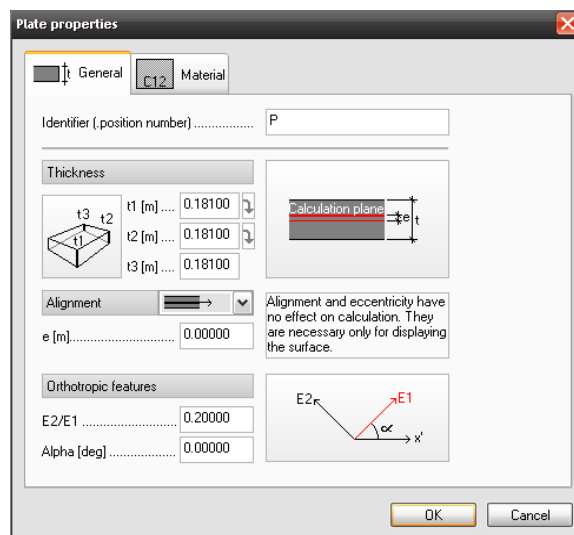 Plate properties
t General
C12 Material
Identifier (.position number) ................ P
Thickness
t3 t2
t1
t1 [m] .... 0.18100
t2 [m] .... 0.18100
t3 [m] .... 0.18100
Calculation plane
e t
Alignment
e [m]............................ 0.00000
Alignment and eccentricity have
no effect on calculation. They
are necessary only for displaying
the surface.
Orthotropic features
E2/E1 ......................... 0.20000
Alpha [deg] .................. 0.00000
E2 E1
α x'
OK Cancel